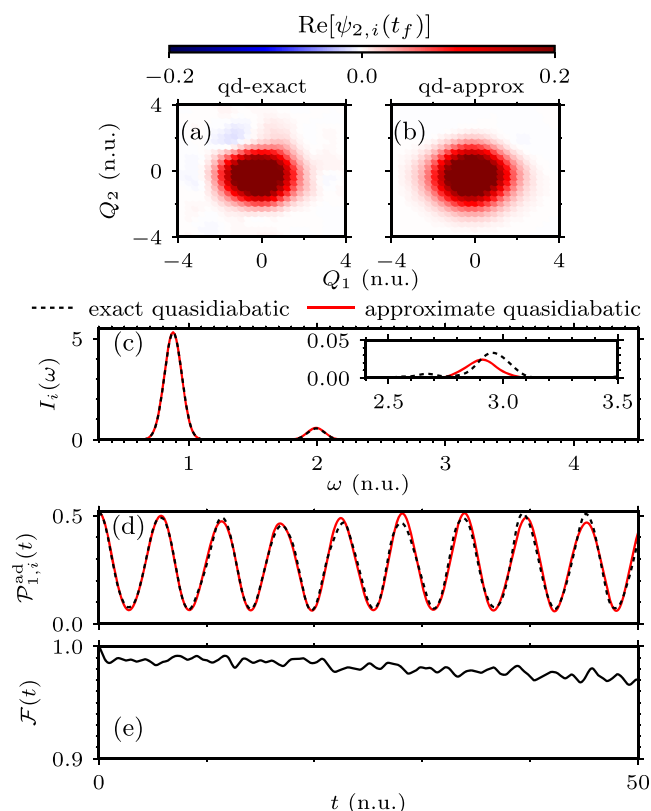 Re[ψ2,i(tf)]
−0.2 0.0 0.2
qd-exact qd-approx
(a) (b)
4
0
−4
Q2 (n.u.)
−4 0 4 −4 0 4
Q1 (n.u.)
exact quasidiabatic approximate quasidiabatic
(c)
5
0
Ii(ω)
0.05
0.00
2.5 3.0 3.5
1 2 3 4
ω (n.u.)
(d)
0.5
0.0
𝒫ad1,i(t)
1.0
0.9
ℱ(t)
(e)
0 50
t (n.u.)